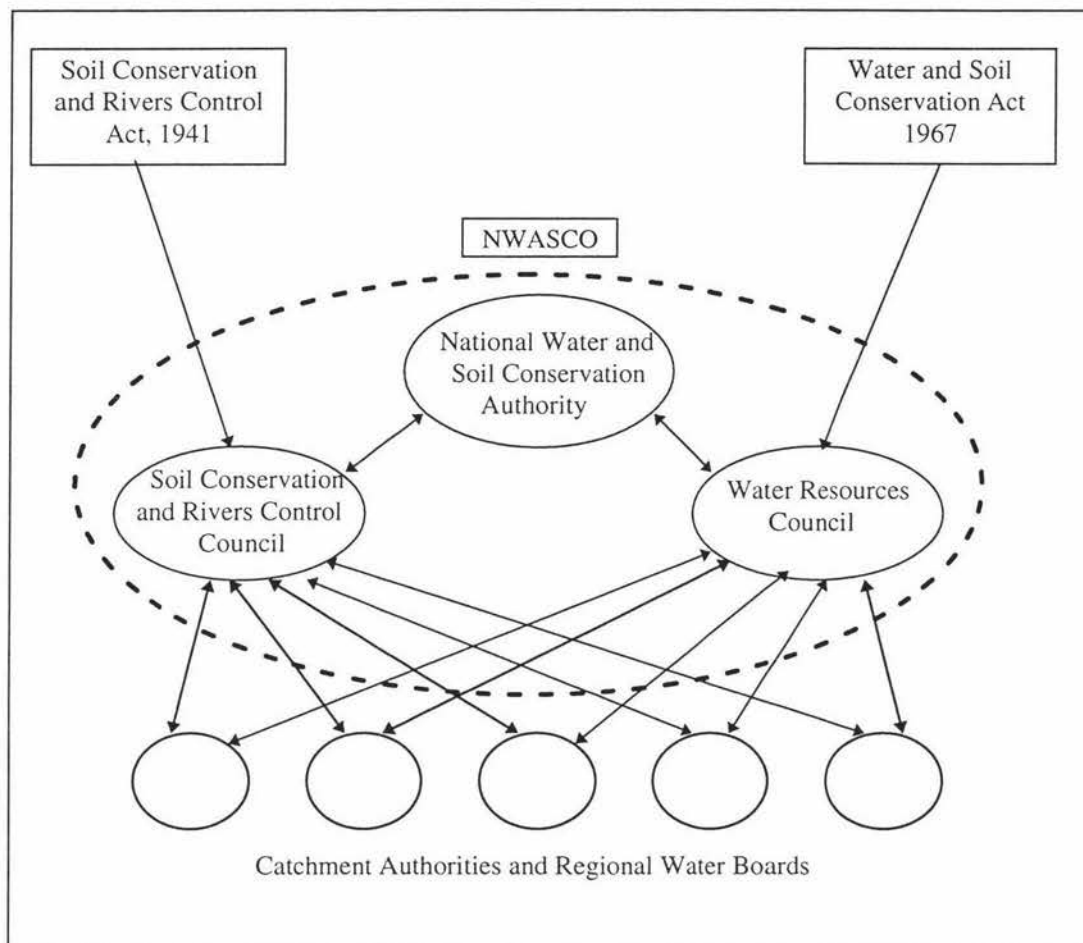 Soil Conservation
and Rivers Control
Act, 1941
Water and Soil
Conservation Act
1967
NWASCO
National Water and
Soil Conservation
Authority
Soil Conservation
and Rivers Control
Council
Water Resources
Council
Catchment Authorities and Regional Water Boards